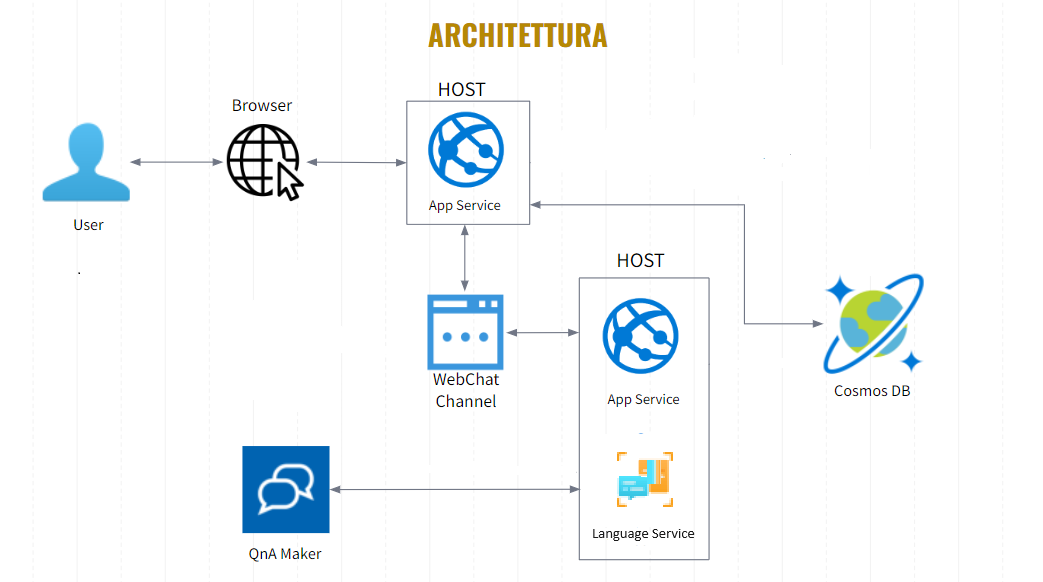 ARCHITETTURA
HOST
Browser
App Service
User
HOST
WebChat
Channel
App Service
Cosmos DB
Language Service
QnA Maker